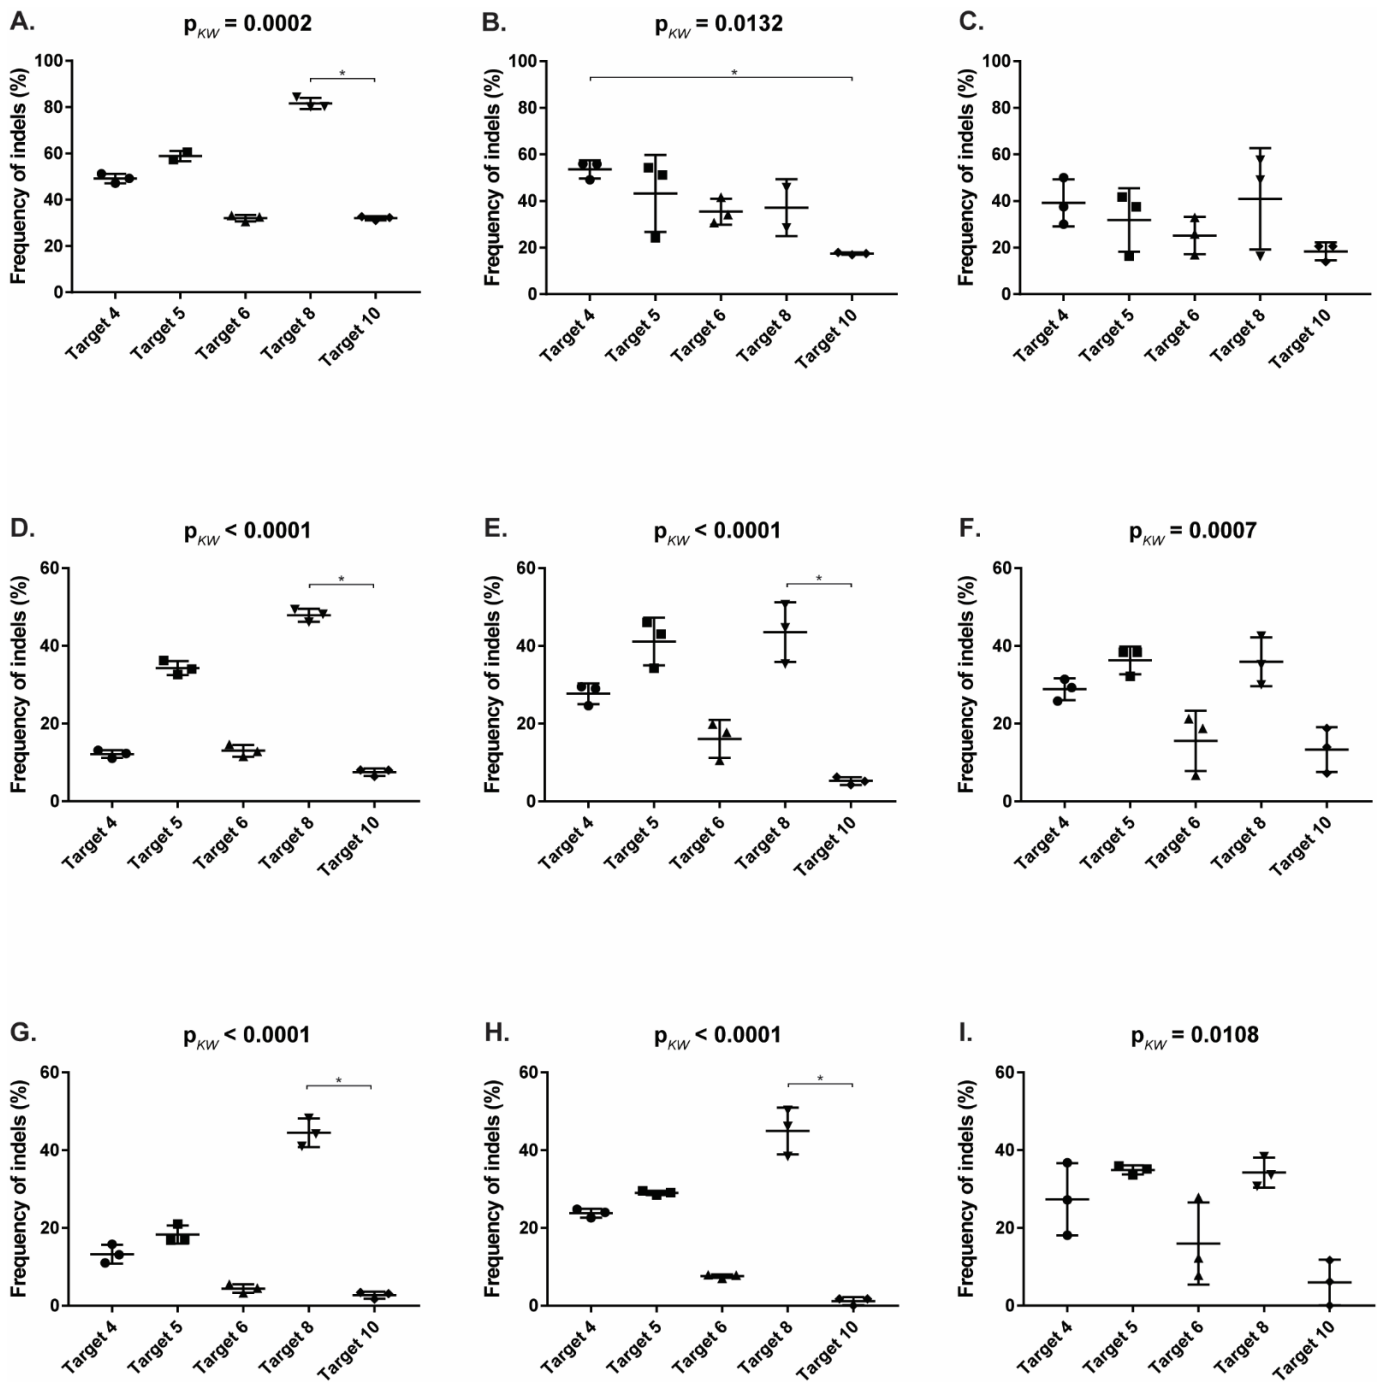 A. p KW = 0.0002
B. p KW = 0.0132
C.
Frequency of indels (%)
100
80
60
40
20
0
*
Target 4
Target 5
Target 6
Target 8
Target 10
Frequency of indels (%)
100
80
60
40
20
0
*
Target 4
Target 5
Target 6
Target 8
Target 10
Frequency of indels (%)
100
80
60
40
20
0
Target 4
Target 5
Target 6
Target 8
Target 10
D. p KW < 0.0001
E. p KW < 0.0001
F. p KW = 0.0007
Frequency of indels (%)
60
40
20
0
*
Target 4
Target 5
Target 6
Target 8
Target 10
Frequency of indels (%)
60
40
20
0
*
Target 4
Target 5
Target 6
Target 8
Target 10
Frequency of indels (%)
60
40
20
0
Target 4
Target 5
Target 6
Target 8
Target 10
G. p KW < 0.0001
H. p KW < 0.0001
I. p KW = 0.0108
Frequency of indels (%)
60
40
20
0
*
Target 4
Target 5
Target 6
Target 8
Target 10
Frequency of indels (%)
60
40
20
0
*
Target 4
Target 5
Target 6
Target 8
Target 10
Frequency of indels (%)
60
40
20
0
Target 4
Target 5
Target 6
Target 8
Target 10